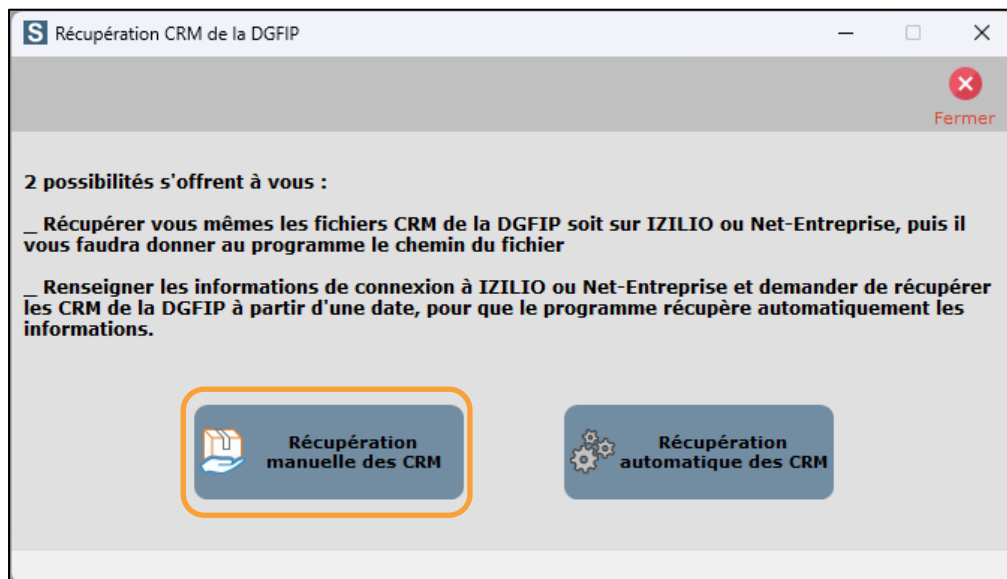 S Récupération CRM de la DGFIP
Fermer
2 possibilités s'offrent à vous :
_ Récupérer vous mêmes les fichiers CRM de la DGFIP soit sur IZILIO ou Net-Entreprise, puis il
vous faudra donner au programme le chemin du fichier
_ Renseigner les informations de connexion à IZILIO ou Net-Entreprise et demander de récupérer
les CRM de la DGFIP à partir d'une date, pour que le programme récupère automatiquement les
informations.
Récupération
manuelle des CRM
Récupération
automatique des CRM